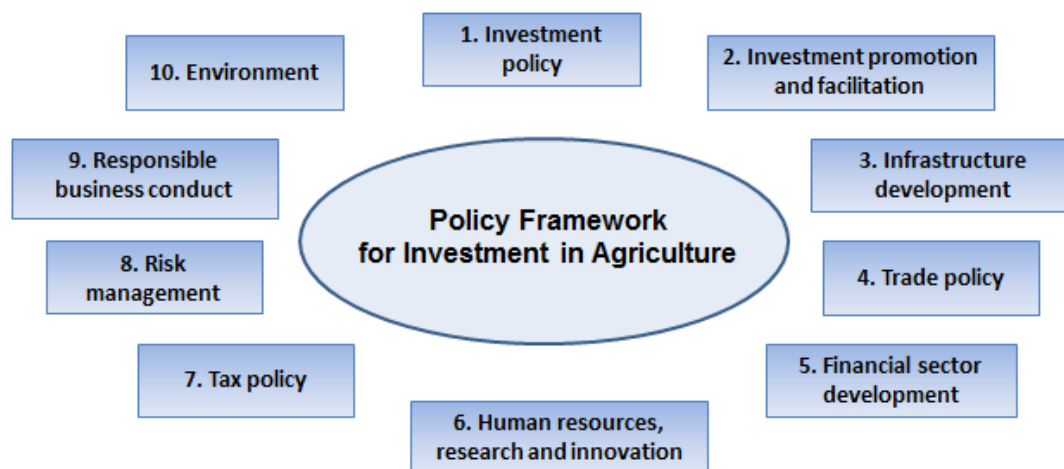 1. Investment
policy
2. Investment promotion
and facilitation
3. Infrastructure
development
4. Trade policy
5. Financial sector
development
6. Human resources,
research and innovation
7. Tax policy
8. Risk
management
9. Responsible
business conduct
10. Environment
Policy Framework
for Investment in Agriculture